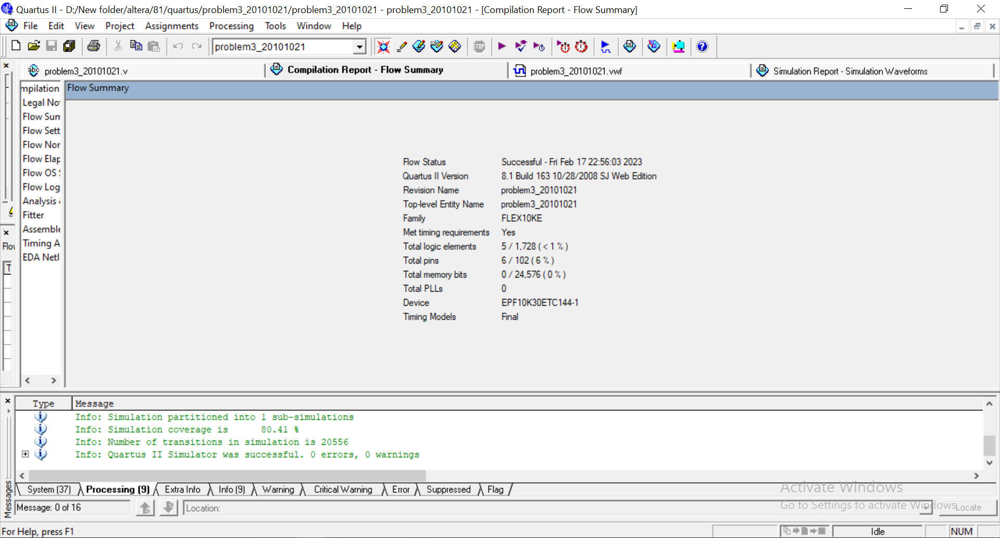 Quartus II - D:/New folder/altera/81/quartus/problem3_20101021/problem3_20101021 - problem3_20101021 - [Compilation Report - Flow Summary]
File Edit View Project Assignments Processing Tools Window Help
problem3_20101021
STOP
abc problem3_20101021.v
Compilation Report - Flow Summary
problem3_20101021.vwf
Simulation Report - Simulation Waveforms
mpilation
Legal No
Flow Sum
Flow Sett
Flow Nor
Flow Elap
Flow OS
Flow Log
Analysis
Fitter
Assemble
Timing A
EDA Netl
Flow Summary
Flow Status Successful - Fri Feb 17 22:56:03 2023
Quartus II Version 8.1 Build 163 10/28/2008 SJ Web Edition
Revision Name problem3_20101021
Top-level Entity Name problem3_20101021
Family FLEX10KE
Met timing requirements Yes
Total logic elements 5 / 1,728 ( < 1 % )
Total pins 6 / 102 ( 6 % )
Total memory bits 0 / 24,576 ( 0 % )
Total PLLs 0
Device EPF10K30ETC144-1
Timing Models Final
Flow
T
Type Message
Info: Simulation partitioned into 1 sub-simulations
Info: Simulation coverage is 80.41 %
Info: Number of transitions in simulation is 20556
Info: Quartus II Simulator was successful. 0 errors, 0 warnings
System (37) Processing (9) Extra Info Info (9) Warning Critical Warning Error Suppressed Flag
Messages
Message: 0 of 16
Location:
Locate
Activate Windows
Go to Settings to activate Windows.
For Help, press F1
Idle
NUM